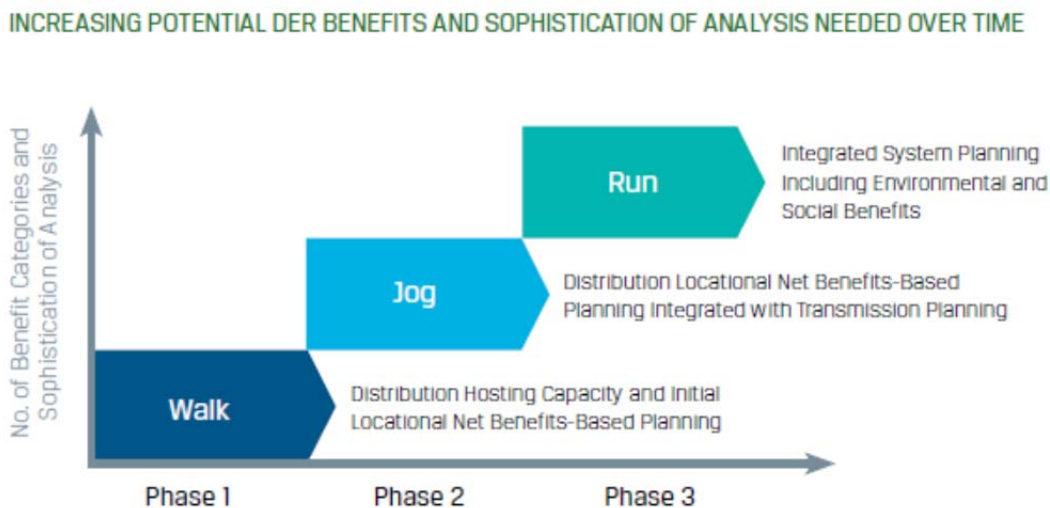 INCREASING POTENTIAL DER BENEFITS AND SOPHISTICATION OF ANALYSIS NEEDED OVER TIME
No. of Benefit Categories and
Sophistication of Analysis
Run
Integrated System Planning
Including Environmental and
Social Benefits
Jog
Distribution Locational Net Benefits-Based
Planning Integrated with Transmission Planning
Walk
Distribution Hosting Capacity and Initial
Locational Net Benefits-Based Planning
Phase 1
Phase 2
Phase 3